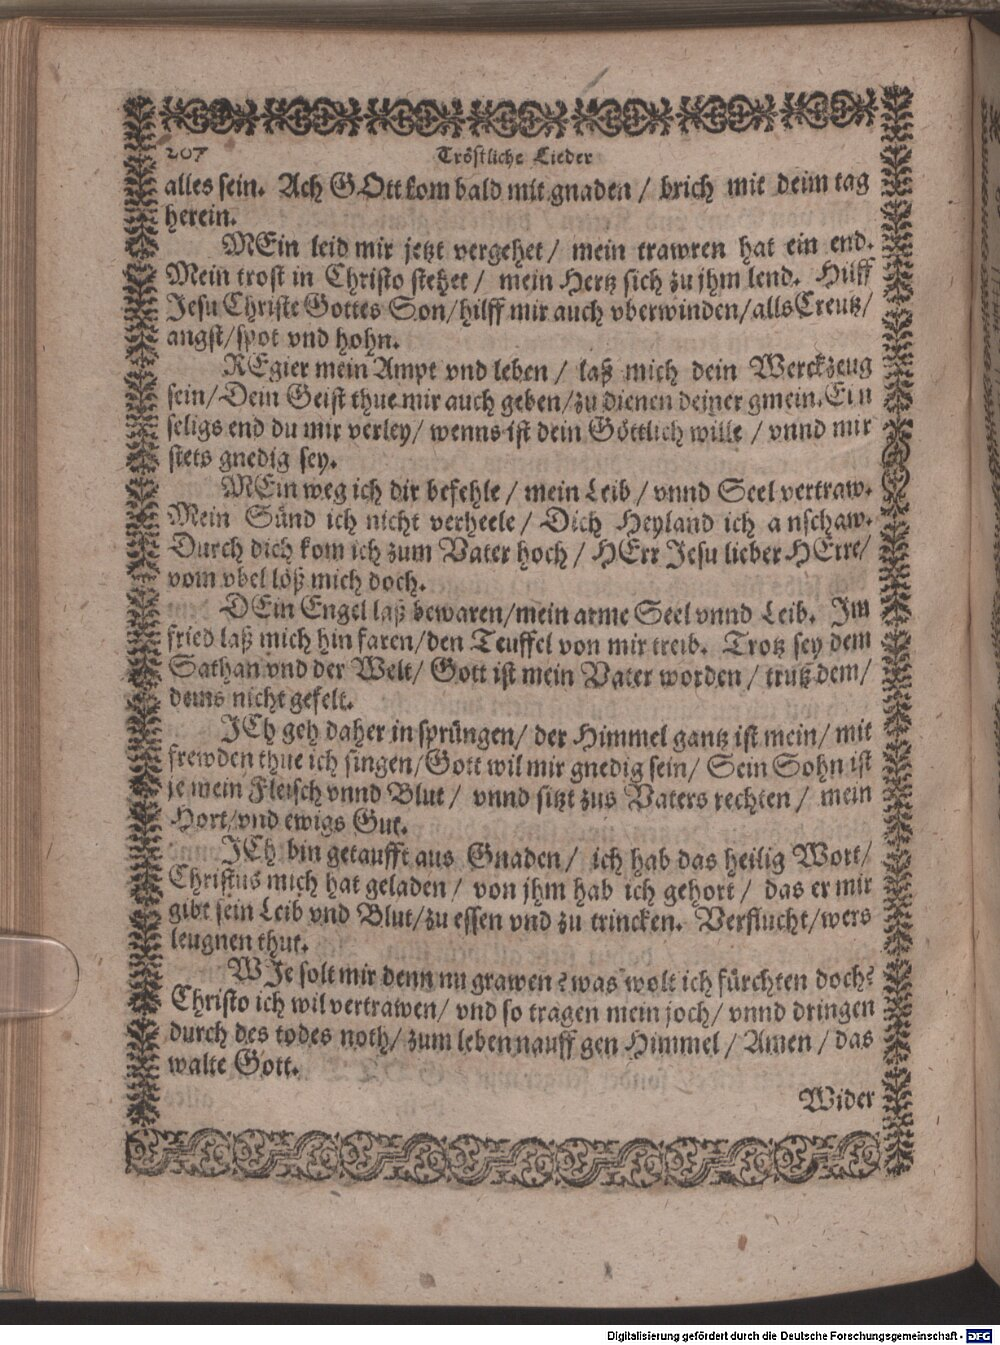 207
Tröstliche Lieder
alles sein. Ach GOtt kom bald mit gnaden / brich mit deim tag
herein.
MEin leid mir jetzt vergehet / mein trawren hat ein end.
Mein trost in Christo stehet / mein Hertz sich zu jhm lend. Hilff
Jesu Christe Gottes Son / hilff mir auch vberwinden / alls Creutz /
angst / spot vnd hohn.
REgier mein Ampt vnd leben / laß mich dein Werckzeug
sein / Dein Geist thue mir auch geben / zu dienen deiner gmein. Ein
seligs end du mir verley / wenns ist dein Göttlich wille / vnnd mir
stets gnedig sey.
MEin weg ich dir befehle / mein Leib / vnnd Seel vertraw.
Mein Sünd ich nicht verheele / Dich Heyland ich anschaw.
Durch dich kom ich zum Vater hoch / HErr Jesu lieber HErre /
vom vbel löß mich doch.
DEin Engel laß bewaren / mein arme Seel vnnd Leib. Im
fried laß mich hin faren / den Teuffel von mir treib. Trotz sey dem
Sathan vnd der Welt / Gott ist mein Vater worden / trutz dem /
dems nicht gefelt.
ICh geh daher in sprüngen / der Himmel gantz ist mein / mit
frewden thue ich singen / Gott wil mir gnedig sein / Sein Sohn ist
je mein Fleisch vnnd Blut / vnnd sitzt zus Vaters rechten / mein
Hort / vnd ewigs Gut.
ICh bin getaufft aus Gnaden / ich hab das heilig Wort /
Christus mich hat geladen / von jhm hab ich gehort / das er mir
gibt sein Leib vnd Blut / zu essen vnd zu trincken. Verflucht / wers
leugnen thut.
WIe solt mir denn nu grawen? was wolt ich fürchten doch?
Christo ich wil vertrawen / vnd so tragen mein joch / vnnd dringen
durch des todes noth / zum leben nauff gen Himmel / Amen / das
walte Gott.
Wider
Digitalisierung gefördert durch die Deutsche Forschungsgemeinschaft - DFG